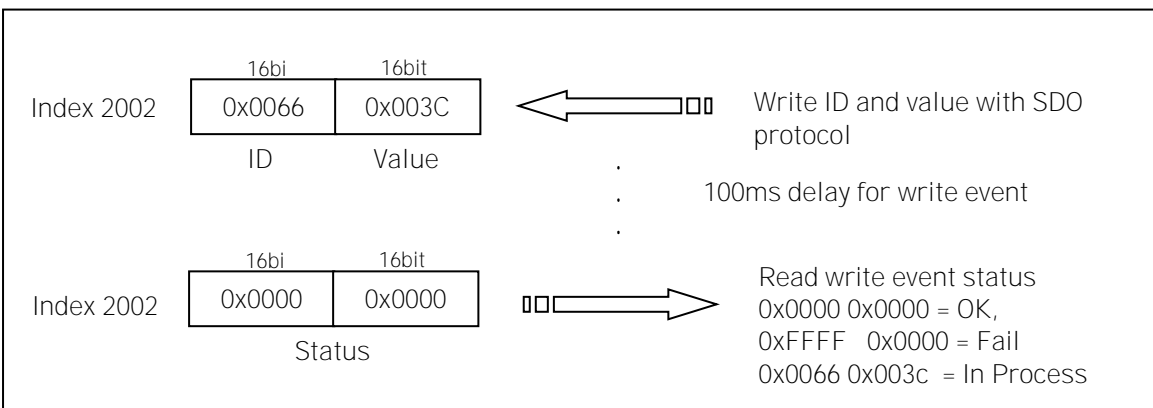 16bi 16bit
Index 2002 0x0066 0x003C Write ID and value with SDO
protocol
ID Value
. 
. 100ms delay for write event
.
16bi 16bit
Index 2002 0x0000 0x0000 Read write event status
0x0000 0x0000 = OK,
0xFFFF 0x0000 = Fail
Status
0x0066 0x003c = In Process